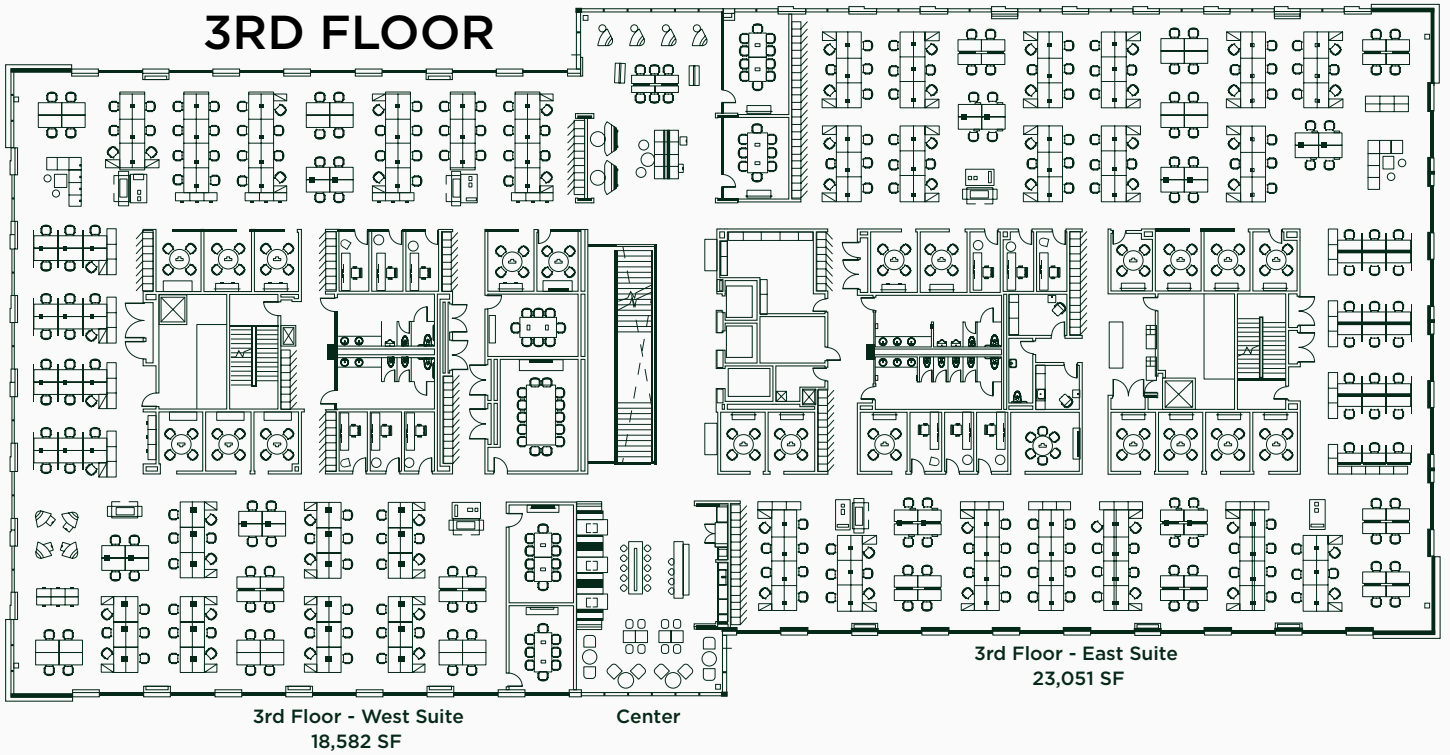 3RD FLOOR
3rd Floor - East Suite
23,051 SF
3rd Floor - West Suite
18,582 SF
Center